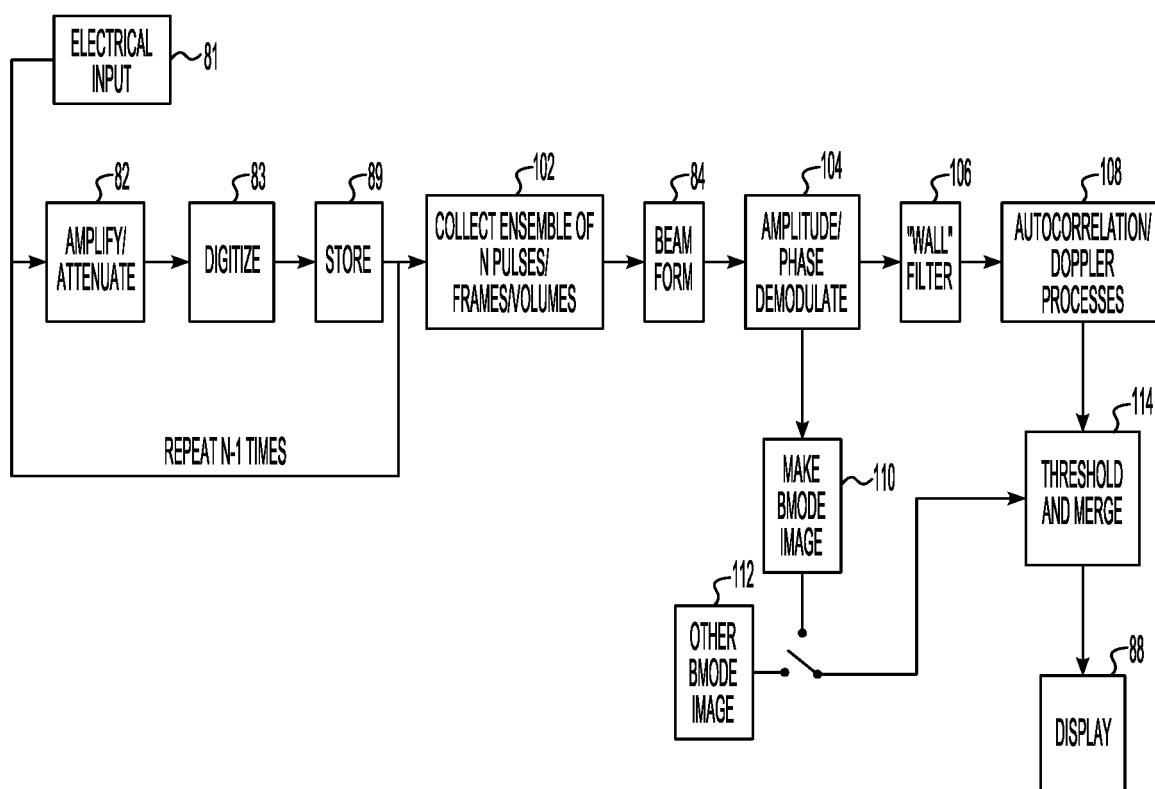 ELECTRICAL
INPUT
81
82
83
89
102
84
104
106
108
AMPLIFY/
ATTENUATE
DIGITIZE
STORE
COLLECT ENSEMBLE OF
N PULSES/
FRAMES/VOLUMES
BEAM
FORM
AMPLITUDE/
PHASE
DEMODULATE
"WALL"
FILTER
AUTOCORRELATION/
DOPPLER
PROCESSES
REPEAT N-1 TIMES
114
MAKE
BMODE
IMAGE
110
THRESHOLD
AND MERGE
112
OTHER
BMODE
IMAGE
88
DISPLAY